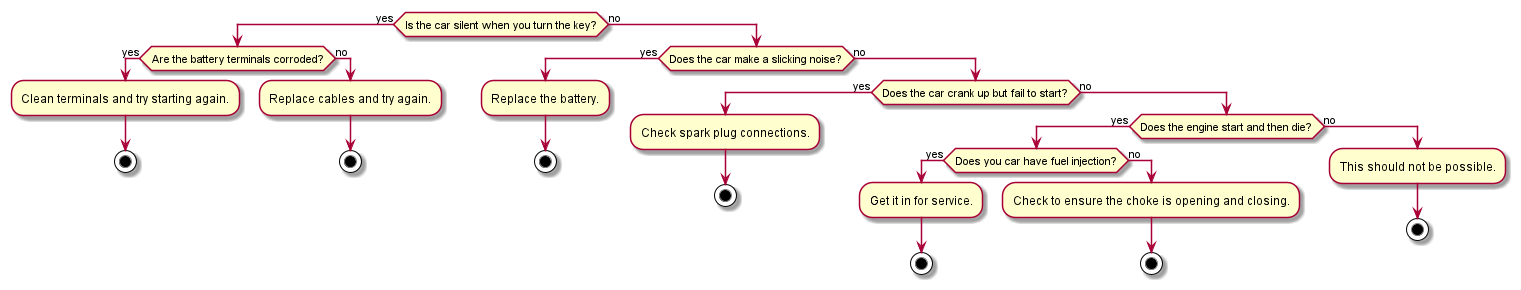 yes Is the car silent when you turn the key? no
yes Are the battery terminals corroded? no
yes Does the car make a slicking noise? no
Clean terminals and try starting again.
Replace cables and try again.
Replace the battery.
yes Does the car crank up but fail to start? no
Check spark plug connections.
yes Does the engine start and then die? no
yes Does you car have fuel injection? no
This should not be possible.
Get it in for service.
Check to ensure the choke is opening and closing.